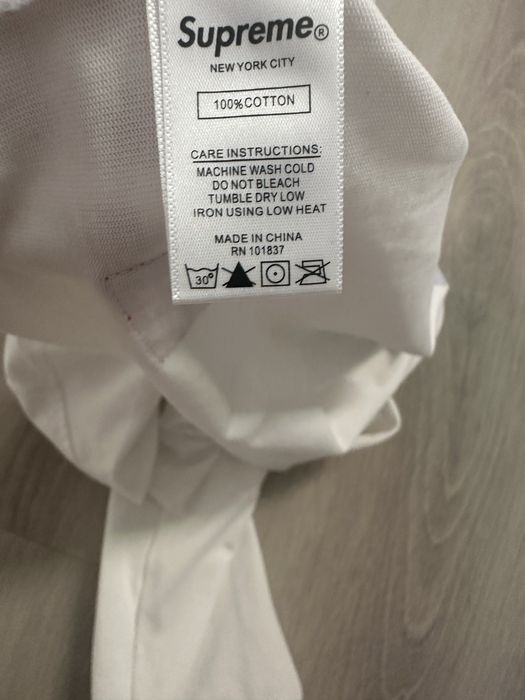 Supreme®
NEW YORK CITY
100%COTTON
CARE INSTRUCTIONS:
MACHINE WASH COLD
DO NOT BLEACH
TUMBLE DRY LOW
IRON USING LOW HEAT
MADE IN CHINA
RN 101837
30°